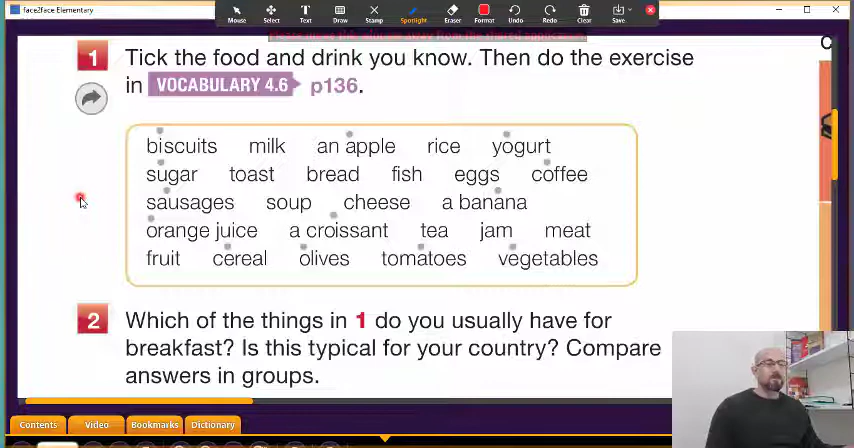 face2face Elementary
Mouse Select Text Draw Stamp Spotlight Eraser Format Undo Redo Clear Save
1 Tick the food and drink you know. Then do the exercise
in VOCABULARY 4.6 p136.
biscuits milk an apple rice yogurt
sugar toast bread fish eggs coffee
sausages soup cheese a banana
orange juice a croissant tea jam meat
fruit cereal olives tomatoes vegetables
2 Which of the things in 1 do you usually have for
breakfast? Is this typical for your country? Compare
answers in groups.
Contents Video Bookmarks Dictionary